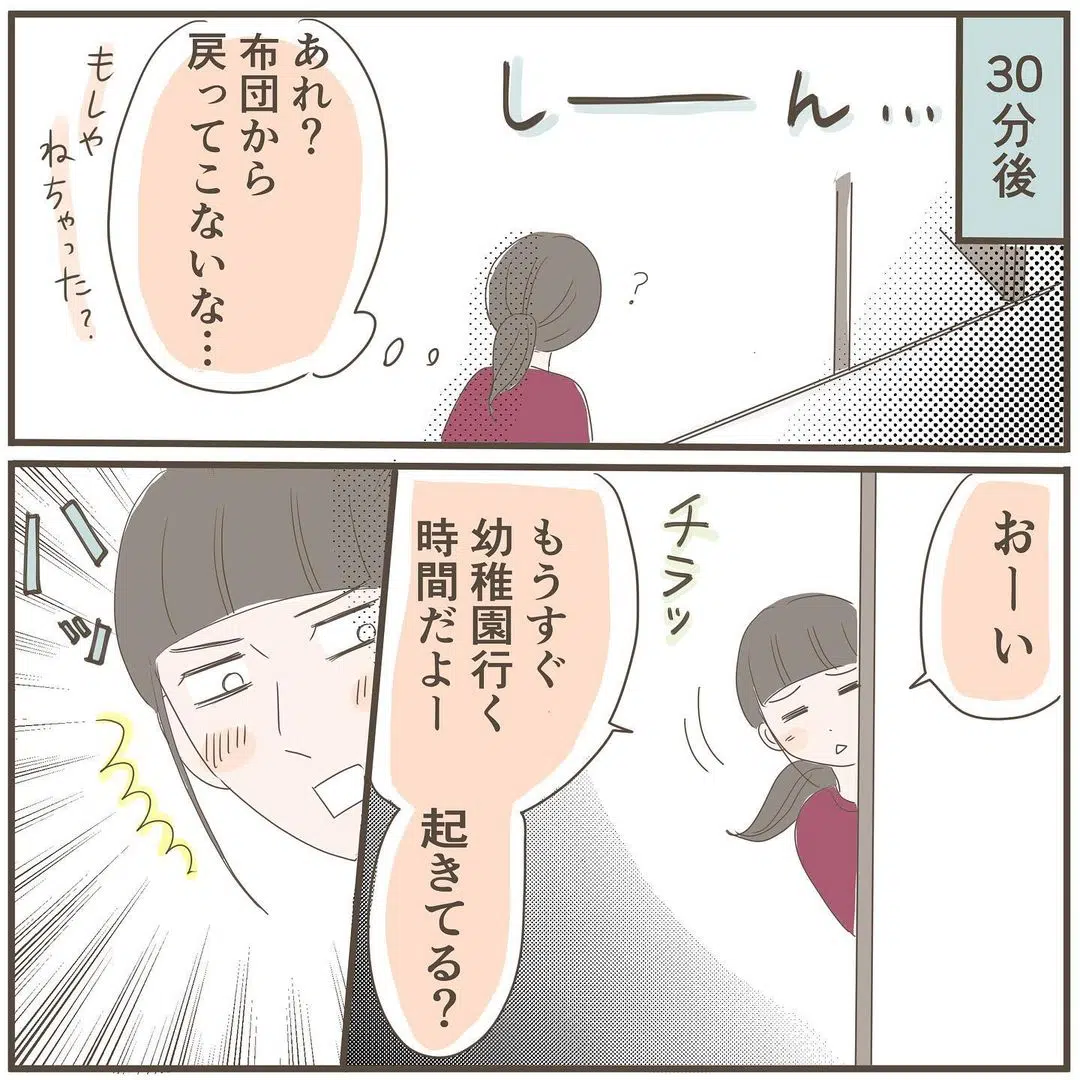 30分後
しーん…
?
あれ?
布団から
戻ってこないな…
もしや
ねちゃった?
おーい
チラッ
もうすぐ
幼稚園行く
時間だよー
起きてる?